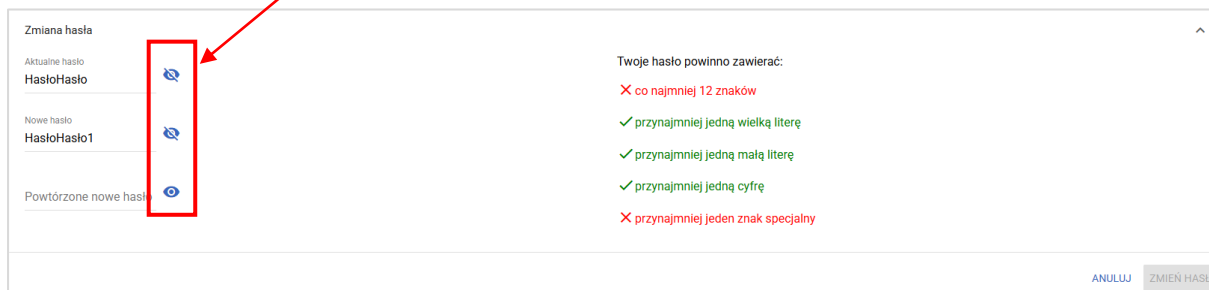 Zmiana hasła
Aktualne hasło
HasłoHasło
Nowe hasło
HasłoHasło1
Powtórzone nowe hasło
Twoje hasło powinno zawierać:
co najmniej 12 znaków
przynajmniej jedną wielką literę
przynajmniej jedną małą literę
przynajmniej jedną cyfrę
przynajmniej jeden znak specjalny
ANULUJ ZMIEŃ